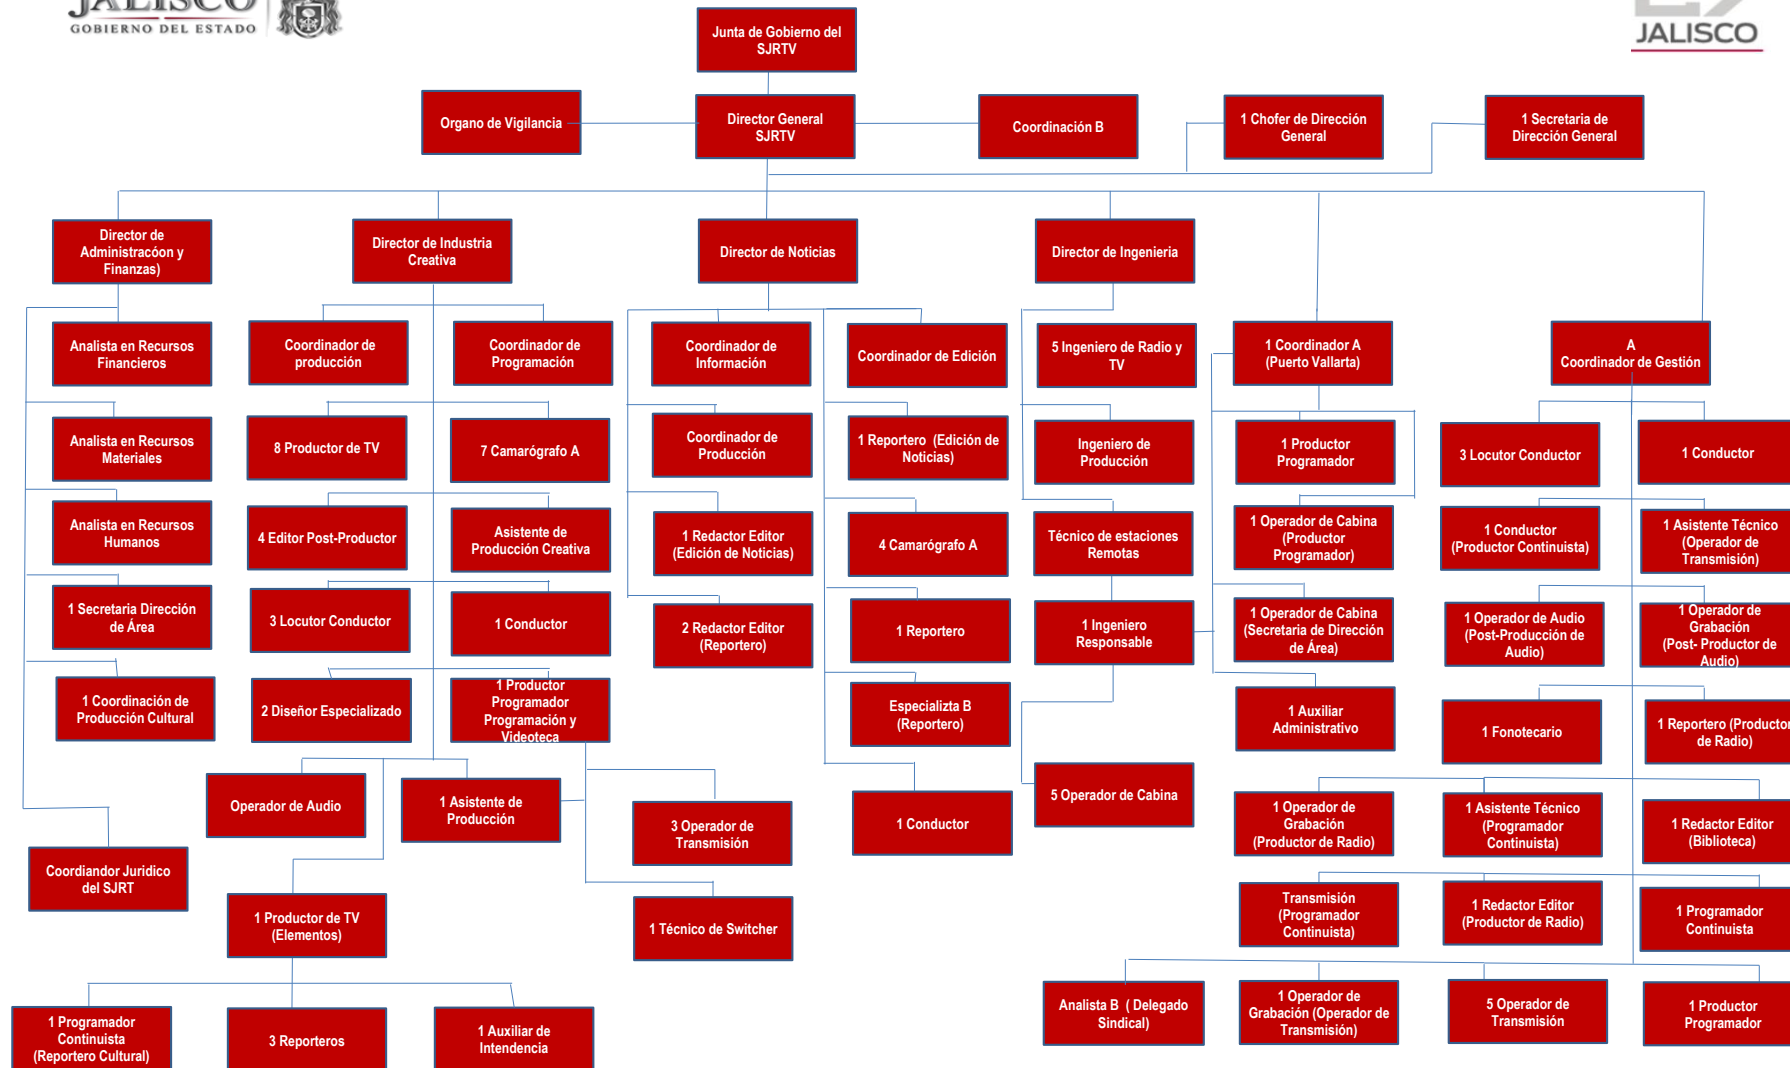 JALISCO
GOBIERNO DEL ESTADO
JALISCO
Junta de Gobierno del
SJRTV
Organo de Vigilancia
Director General
SJRTV
Coordinación B
1 Chofer de Dirección
General
1 Secretaria de
Dirección General
Director de
Administracóon y
Finanzas)
Director de Industria
Creativa
Director de Noticias
Director de Ingenieria
Analista en Recursos
Financieros
Coordinador de
producción
Coordinador de
Programación
Coordinador de
Información
Coordinador de Edición
5 Ingeniero de Radio y
TV
1 Coordinador A
(Puerto Vallarta)
A
Coordinador de Gestión
Analista en Recursos
Materiales
8 Productor de TV
7 Camarógrafo A
Coordinador de
Producción
1 Reportero (Edición de
Noticias)
Ingeniero de
Producción
1 Productor
Programador
3 Locutor Conductor
1 Conductor
Analista en Recursos
Humanos
4 Editor Post-Productor
Asistente de
Producción Creativa
1 Redactor Editor
(Edición de Noticias)
4 Camarógrafo A
Técnico de estaciones
Remotas
1 Operador de Cabina
(Productor
Programador)
1 Conductor
(Productor Continuista)
1 Asistente Técnico
(Operador de
Transmisión)
1 Secretaria Dirección
de Área
3 Locutor Conductor
1 Conductor
2 Redactor Editor
(Reportero)
1 Reportero
1 Ingeniero
Responsable
1 Operador de Cabina
(Secretaria de Dirección
de Área)
1 Operador de Audio
(Post-Producción de
Audio)
1 Operador de
Grabación
(Post- Productor de
Audio)
1 Coordinación de
Producción Cultural
2 Diseñor Especializado
1 Productor
Programador
Programación y
Videoteca
Especializta B
(Reportero)
1 Auxiliar
Administrativo
1 Fonotecario
1 Reportero (Productor
de Radio)
Operador de Audio
1 Asistente de
Producción
3 Operador de
Transmisión
1 Conductor
5 Operador de Cabina
1 Operador de
Grabación
(Productor de Radio)
1 Asistente Técnico
(Programador
Continuista)
1 Redactor Editor
(Biblioteca)
Coordiandor Juridico
del SJRT
1 Productor de TV
(Elementos)
1 Técnico de Switcher
Transmisión
(Programador
Continuista)
1 Redactor Editor
(Productor de Radio)
1 Programador
Continuista
1 Programador
Continuista
(Reportero Cultural)
3 Reporteros
1 Auxiliar de
Intendencia
Analista B ( Delegado
Sindical)
1 Operador de
Grabación (Operador de
Transmisión)
5 Operador de
Transmisión
1 Productor
Programador